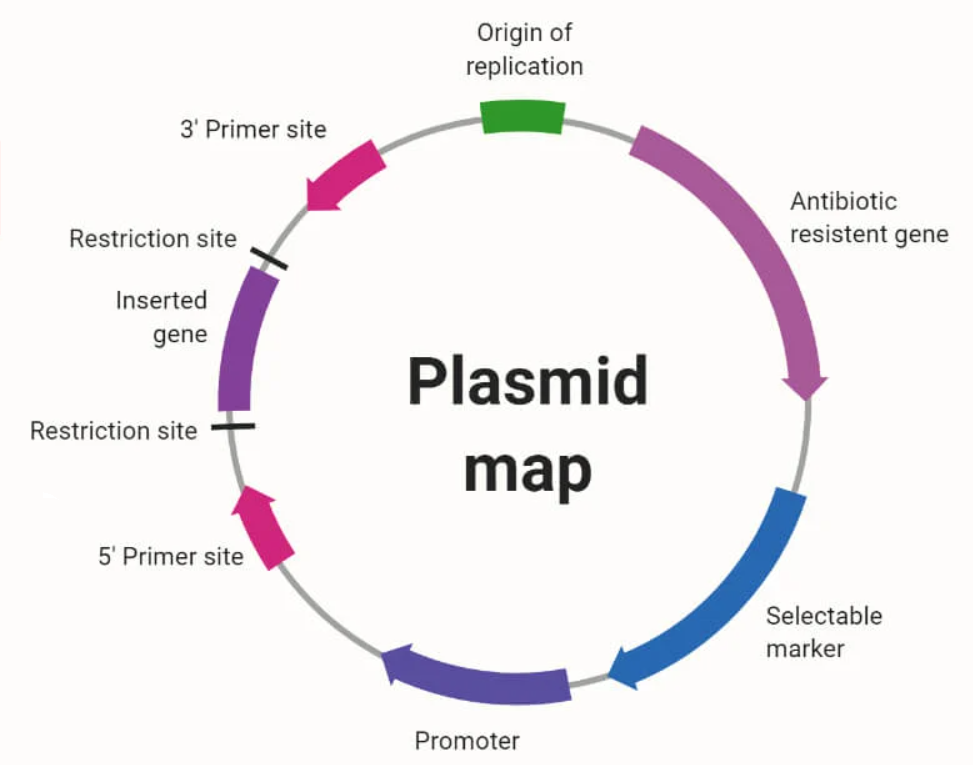 Origin of
replication
3' Primer site
Antibiotic
resistent gene
Restriction site
Inserted
gene
Plasmid
map
Restriction site
5' Primer site
Selectable
marker
Promoter